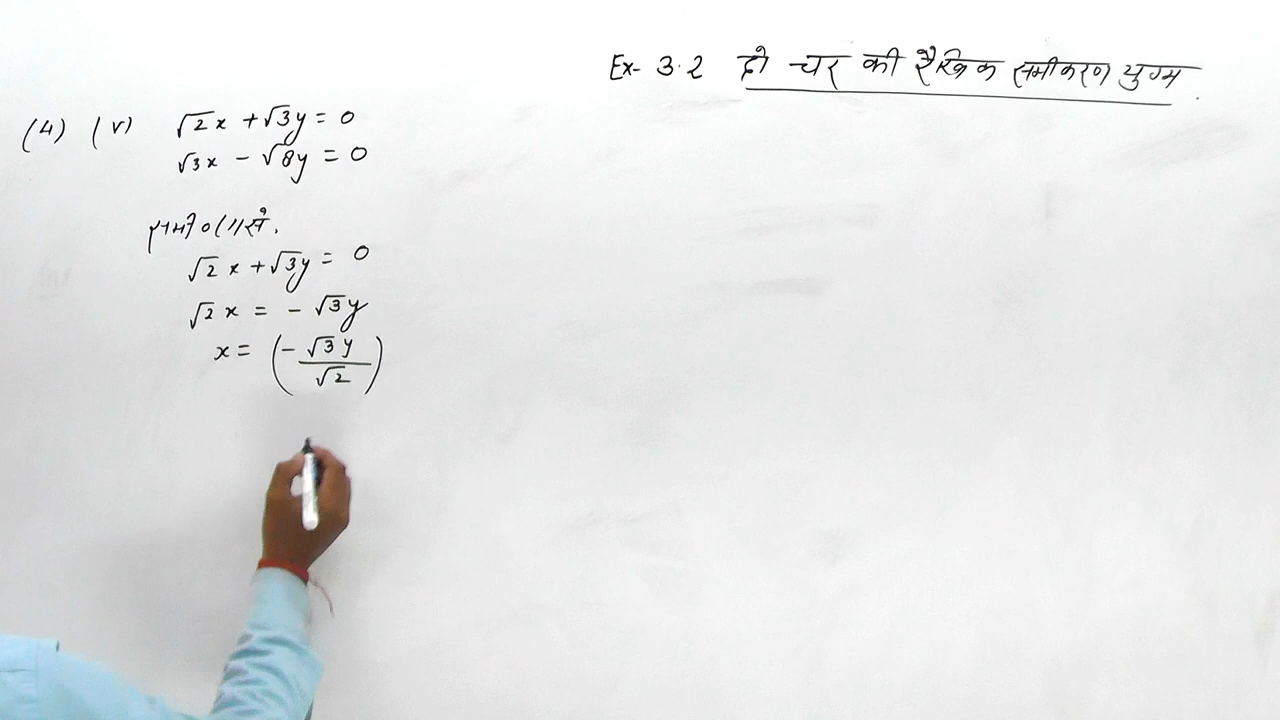 Ex- 3.2 दो चर की रैखिक समीकरण युग्म
(4) (v) √2x + √3y = 0
√3x - √8y = 0
समी० (1) से,
√2x + √3y = 0
√2x = - √3y
x = (- √3y / √2)